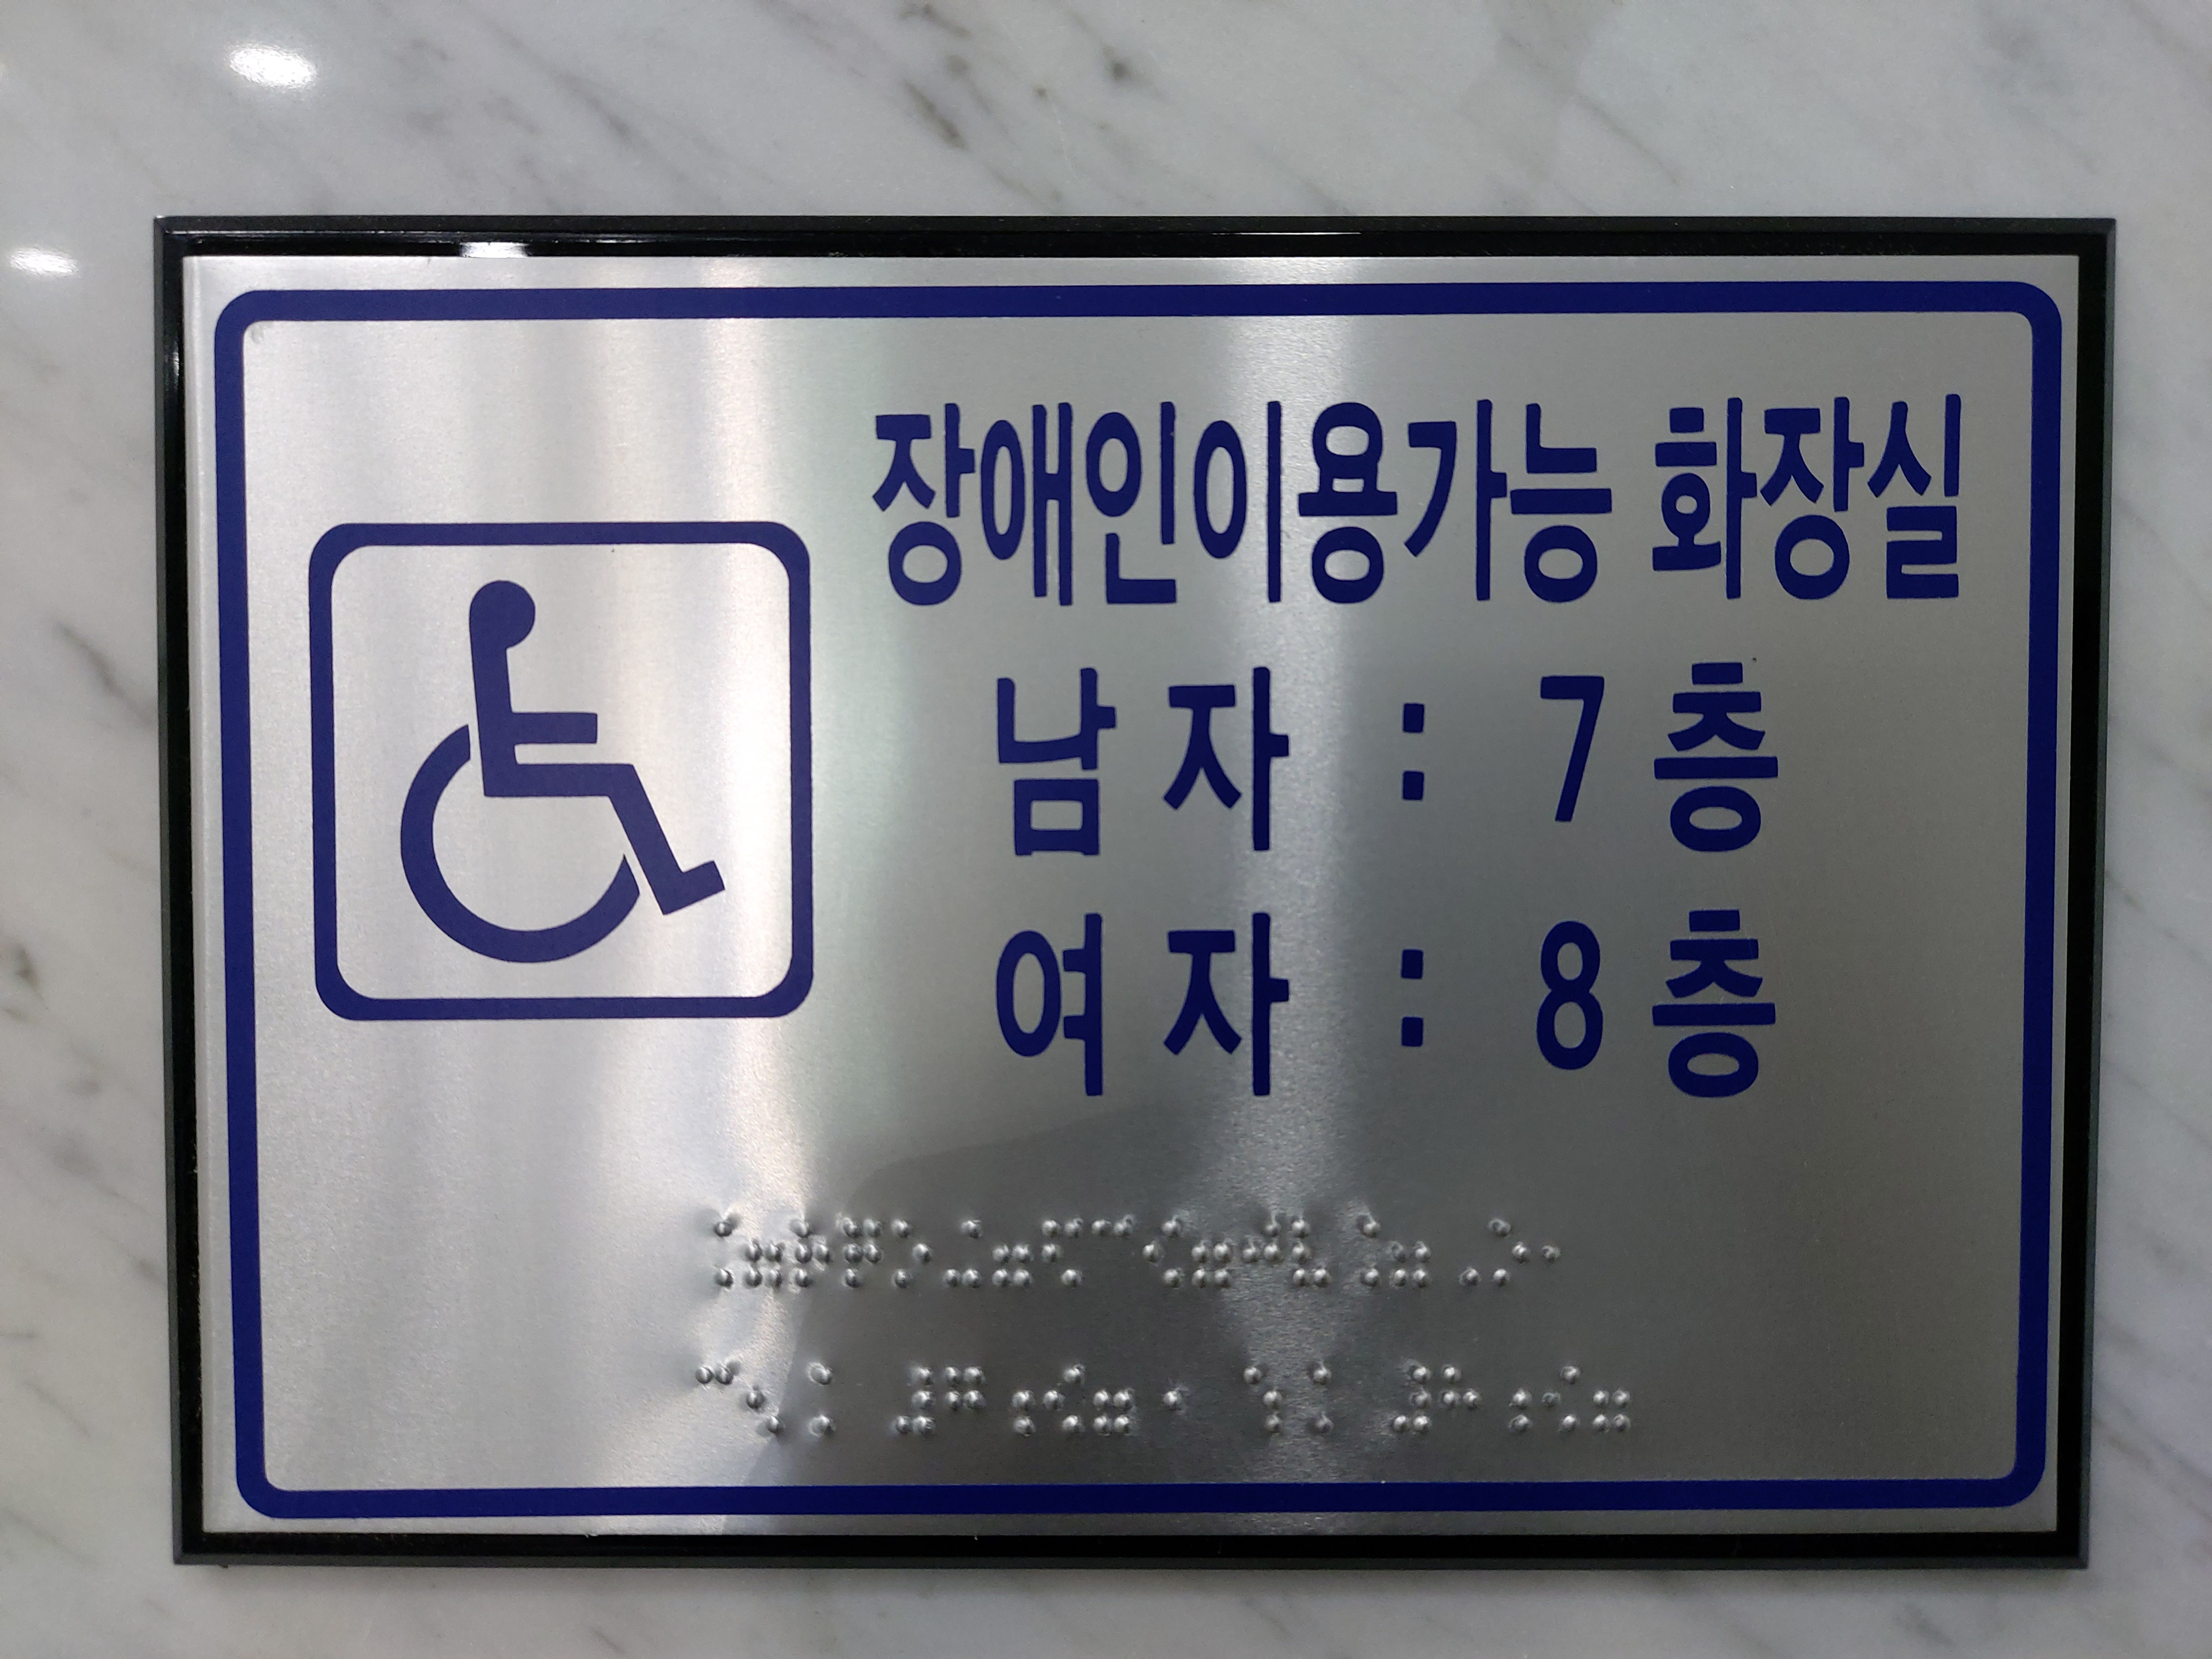 장애인이용가능 화장실
남자 : 7층
여자 : 8층